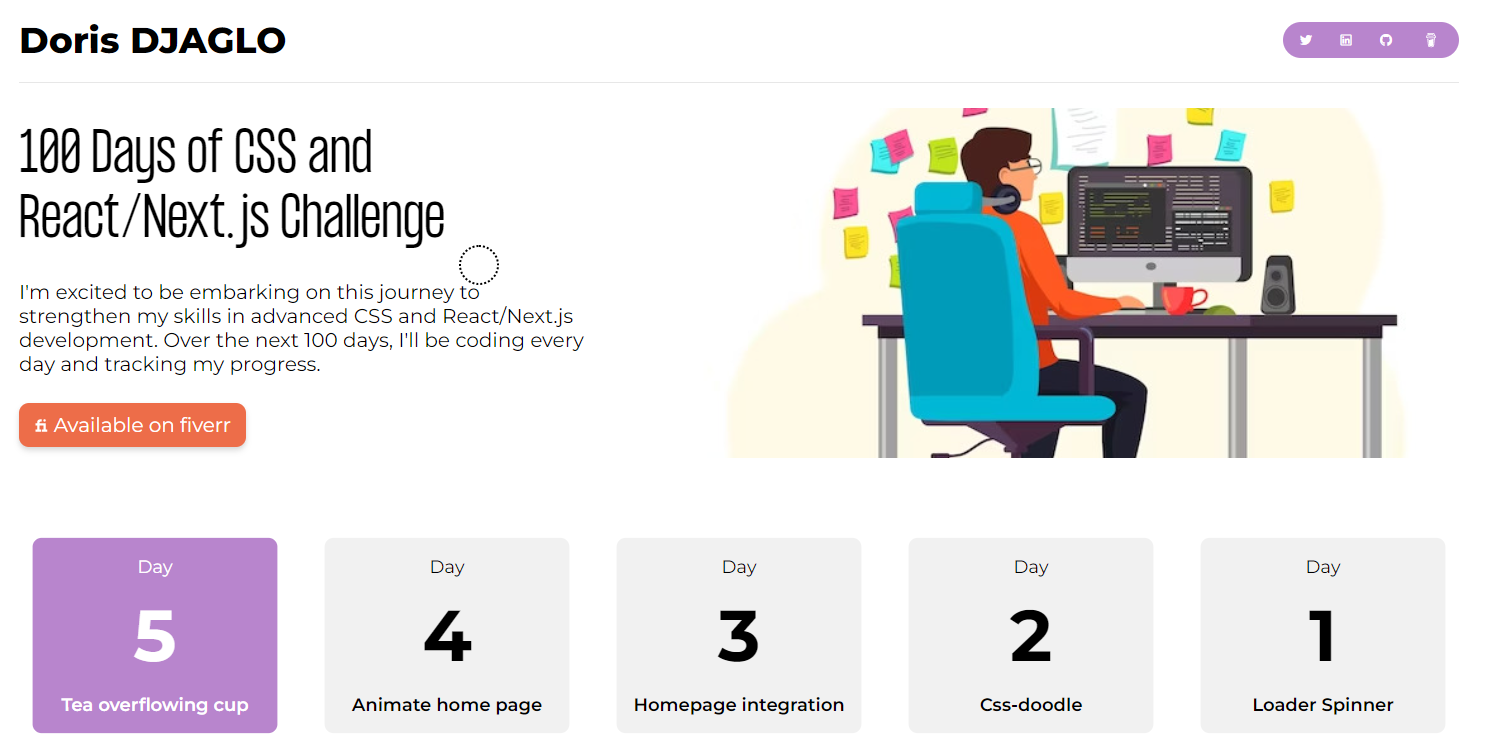 Doris DJAGLO
100 Days of CSS and
React/Next.js Challenge
I'm excited to be embarking on this journey to
strengthen my skills in advanced CSS and React/Next.js
development. Over the next 100 days, I'll be coding every
day and tracking my progress.
fi Available on fiverr
Day
5
Tea overflowing cup
Day
4
Animate home page
Day
3
Homepage integration
Day
2
Css-doodle
Day
1
Loader Spinner